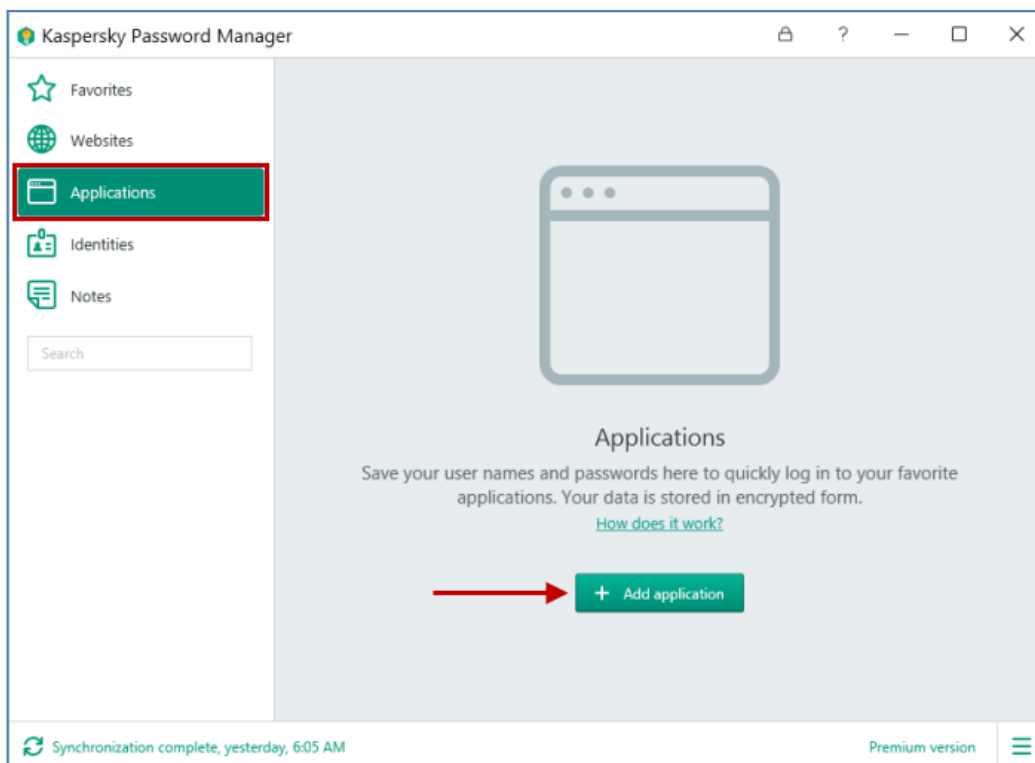 Kaspersky Password Manager
?
Favorites
Websites
Applications
Identities
Notes
Search
Applications
Save your user names and passwords here to quickly log in to your favorite
applications. Your data is stored in encrypted form.
How does it work?
+ Add application
Synchronization complete, yesterday, 6:05 AM
Premium version